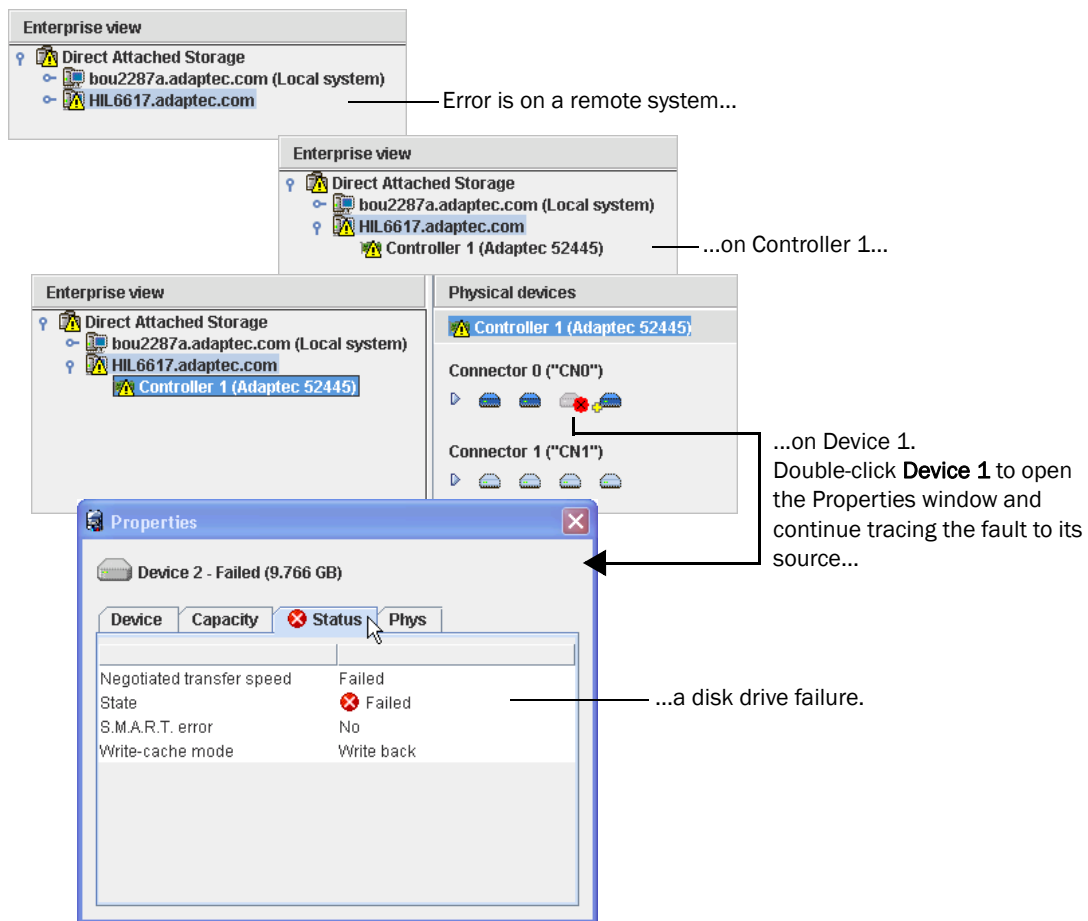 Enterprise view
Direct Attached Storage
bou2287a.adaptec.com (Local system)
HIL6617.adaptec.com
Error is on a remote system...
Enterprise view
Direct Attached Storage
bou2287a.adaptec.com (Local system)
HIL6617.adaptec.com
Controller 1 (Adaptec 52445)
...on Controller 1...
Enterprise view
Direct Attached Storage
bou2287a.adaptec.com (Local system)
HIL6617.adaptec.com
Controller 1 (Adaptec 52445)
Physical devices
Controller 1 (Adaptec 52445)
Connector 0 ("CN0")
Connector 1 ("CN1")
...on Device 1.
Double-click Device 1 to open
the Properties window and
continue tracing the fault to its
source...
Properties
Device 2 - Failed (9.766 GB)
Device Capacity Status Phys
Negotiated transfer speed Failed
State Failed
S.M.A.R.T. error No
Write-cache mode Write back
...a disk drive failure.